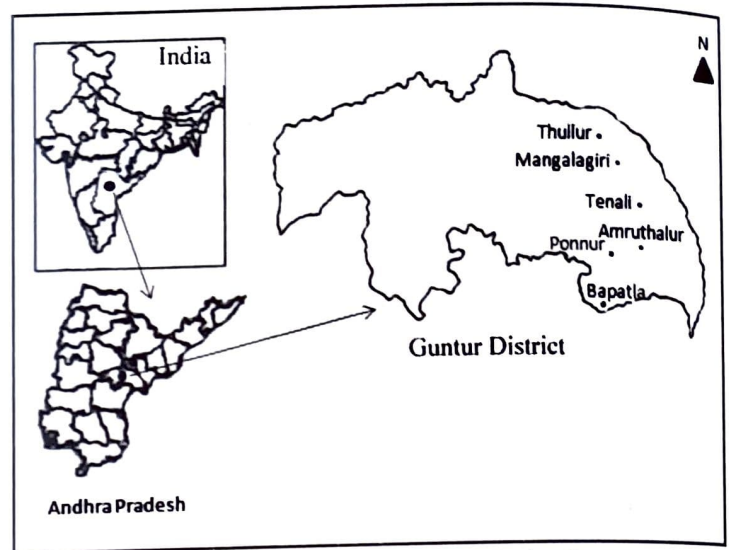 India
N
Thullur
Mangalagiri
Tenali
Amruthalur
Ponnur
Bapatla
Guntur District
Andhra Pradesh